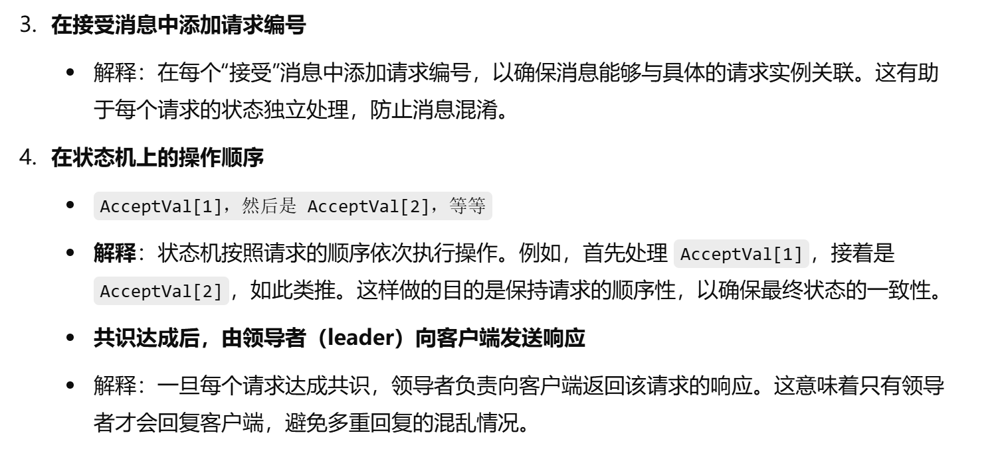 3. 在接受消息中添加请求编号
• 解释：在每个“接受”消息中添加请求编号，以确保消息能够与具体的请求实例关联。这有助
于每个请求的状态独立处理，防止消息混淆。
4. 在状态机上的操作顺序
• AcceptVal[1]，然后是 AcceptVal[2]，等等
• 解释：状态机按照请求的顺序依次执行操作。例如，首先处理 AcceptVal[1]，接着是
AcceptVal[2]，如此类推。这样做的目的是保持请求的顺序性，以确保最终状态的一致性。
• 共识达成后，由领导者（leader）向客户端发送响应
• 解释：一旦每个请求达成共识，领导者负责向客户端返回该请求的响应。这意味着只有领导
者才会回复客户端，避免多重回复的混乱情况。